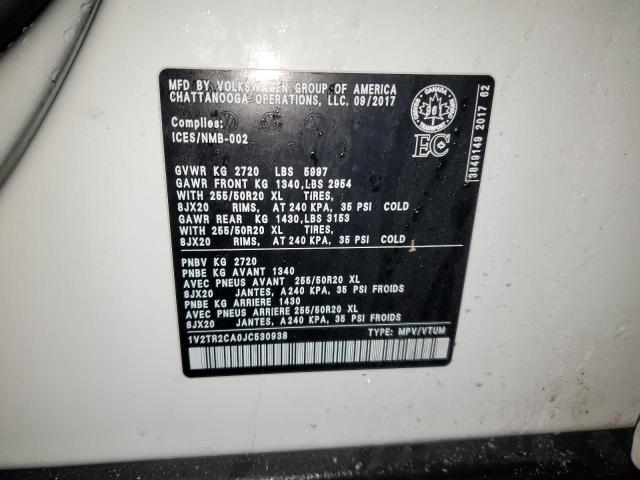 MFD BY VOLKSWAGEN GROUP OF AMERICA
CHATTANOOGA OPERATIONS, LLC. 09/2017
Complies:
ICES/NMB-002
CANADA
96
TRANSPORT
EC
3849149 2017 62
GVWR KG 2720 LBS 5997
GAWR FRONT KG 1340,LBS 2954
WITH 255/50R20 XL TIRES,
8JX20 RIMS, AT 240 KPA, 35 PSI COLD
GAWR REAR KG 1430,LBS 3153
WITH 255/50R20 XL TIRES,
8JX20 RIMS, AT 240 KPA, 35 PSI COLD
PNBV KG 2720
PNBE KG AVANT 1340
AVEC PNEUS AVANT 255/50R20 XL
8JX20 JANTES, A 240 KPA, 35 PSI FROIDS
PNBE KG ARRIERE 1430
AVEC PNEUS ARRIERE 255/50R20 XL
8JX20 JANTES, A 240 KPA, 35 PSI FROIDS
1V2TR2CA0JC530938 TYPE: MPV/VTUM